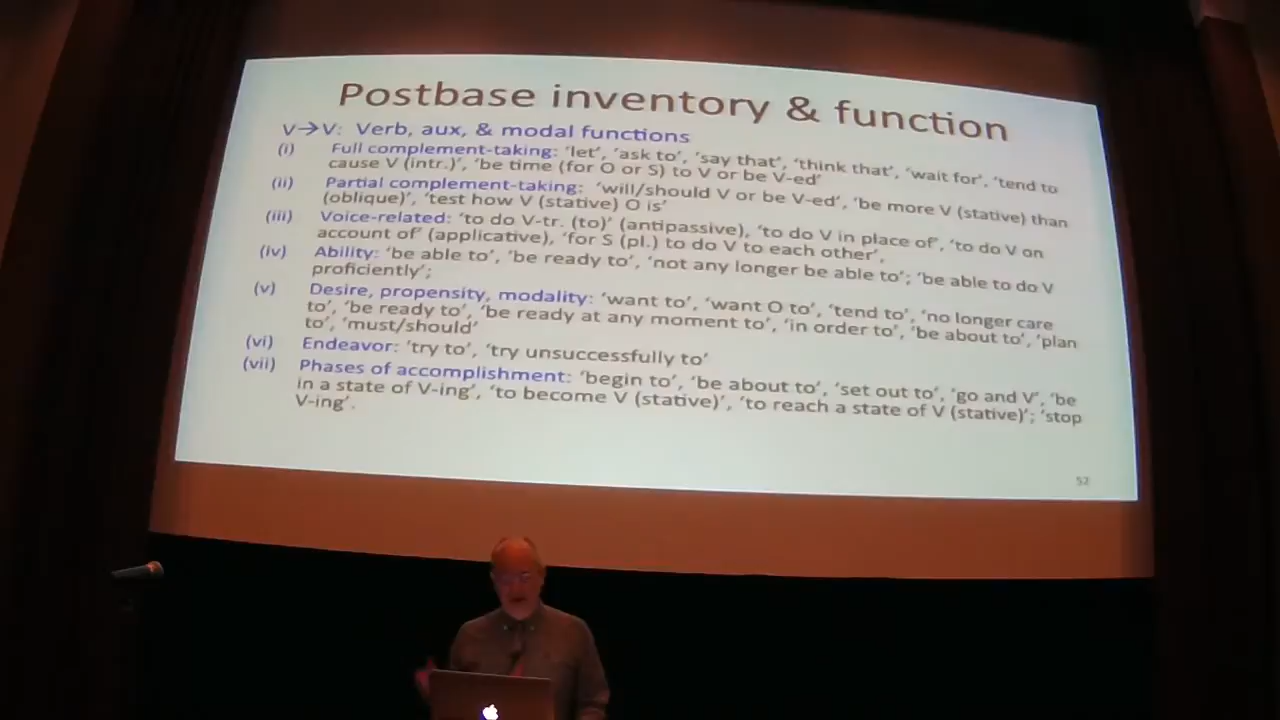 Postbase inventory & function
V→V: Verb, aux, & modal functions
(i) Full complement-taking: ‘let’, ‘ask to’, ‘say that’, ‘think that’, ‘wait for’, ‘tend to
cause V (intr.)’, ‘be time (for O or S) to V or be V-ed’
(ii) Partial complement-taking: ‘will/should V or be V-ed’, ‘be more V (stative) than
(oblique)’, ‘test how V (stative) O is’
(iii) Voice-related: ‘to do V-tr. (to)’ (antipassive), ‘to do V in place of’, ‘to do V on
account of’ (applicative), ‘for S (pl.) to do V to each other’,
(iv) Ability: ‘be able to’, ‘be ready to’, ‘not any longer be able to’; ‘be able to do V
proficiently’;
(v) Desire, propensity, modality: ‘want to’, ‘want O to’, ‘tend to’, ‘no longer care
to’, ‘be ready to’, ‘be ready at any moment to’, ‘in order to’, ‘be about to’, ‘plan
to’, ‘must/should’
(vi) Endeavor: ‘try to’, ‘try unsuccessfully to’
(vii) Phases of accomplishment: ‘begin to’, ‘be about to’, ‘set out to’, ‘go and V’, ‘be
in a state of V-ing’, ‘to become V (stative)’, ‘to reach a state of V (stative)’; ‘stop
V-ing’.
52